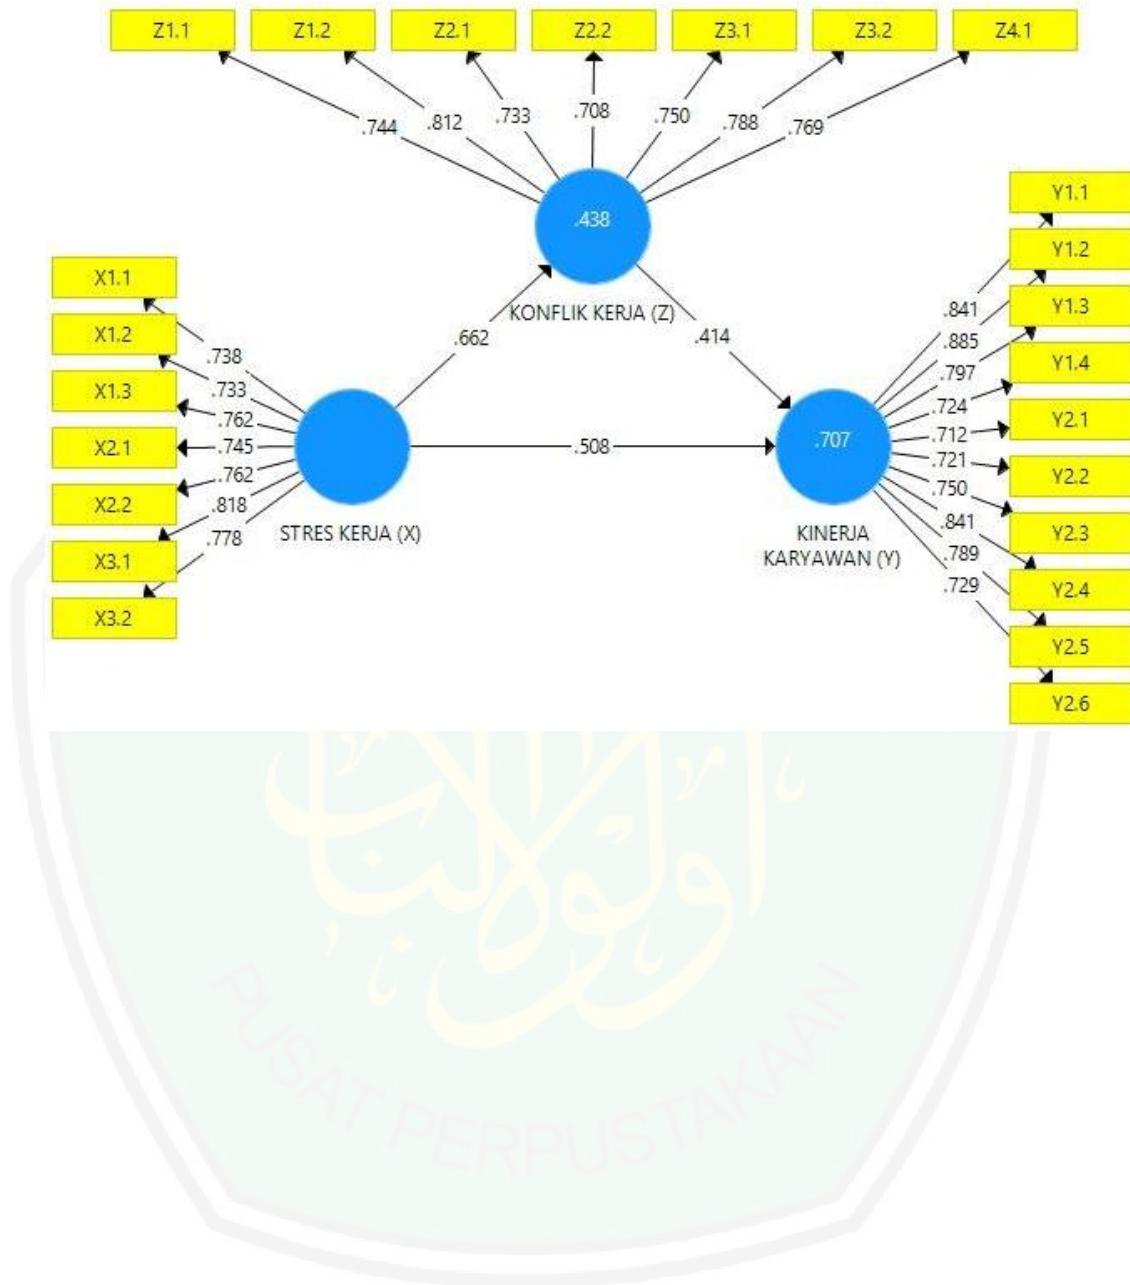 Z1.1
Z1.2
Z2.1
Z2.2
Z3.1
Z3.2
Z4.1
.744
.812
.733
.708
.750
.788
.769
.438
KONFLIK KERJA (Z)
.662
.414
.508
X1.1
X1.2
X1.3
X2.1
X2.2
X3.1
X3.2
.738
.733
.762
.745
.762
.818
.778
STRES KERJA (X)
.707
KINERJA
KARYAWAN (Y)
.841
.885
.797
.724
.712
.721
.750
.841
.789
.729
Y1.1
Y1.2
Y1.3
Y1.4
Y2.1
Y2.2
Y2.3
Y2.4
Y2.5
Y2.6
PUSAT PERPUSTAKAAN